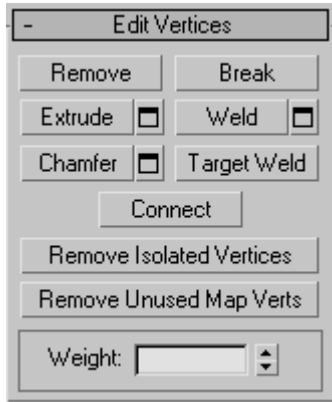 - Edit Vertices
Remove Break
Extrude Weld
Chamfer Target Weld
Connect
Remove Isolated Vertices
Remove Unused Map Verts
Weight: